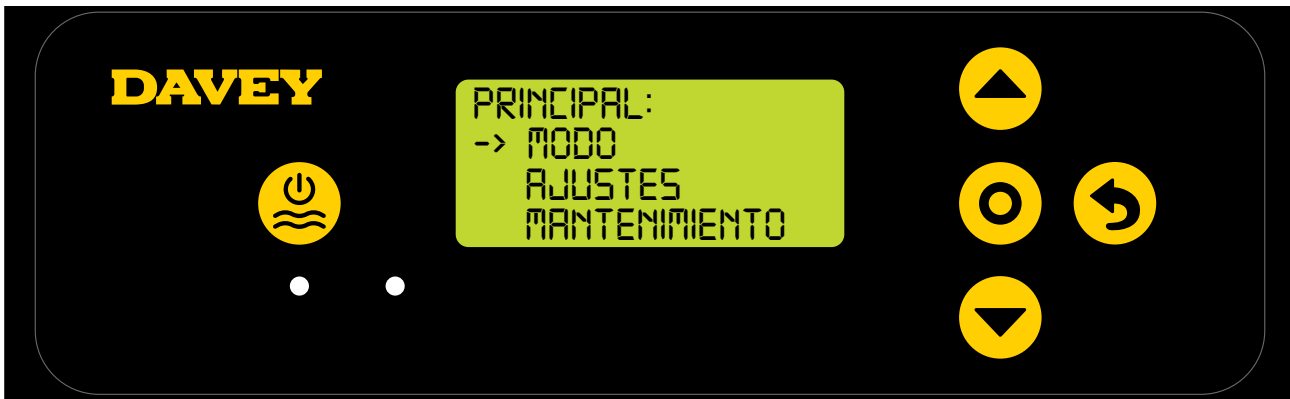 DAVEY
PRINCIPAL:
-> MODO
AJUSTES
MANTENIMIENTO